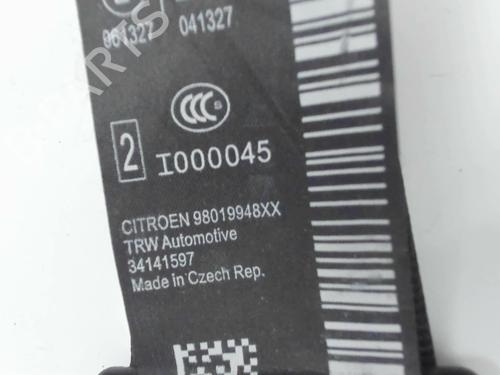 061327 041327
CCC S
2 I000045
CITROEN 98019948XX
TRW Automotive
34141597
Made in Czech Rep.